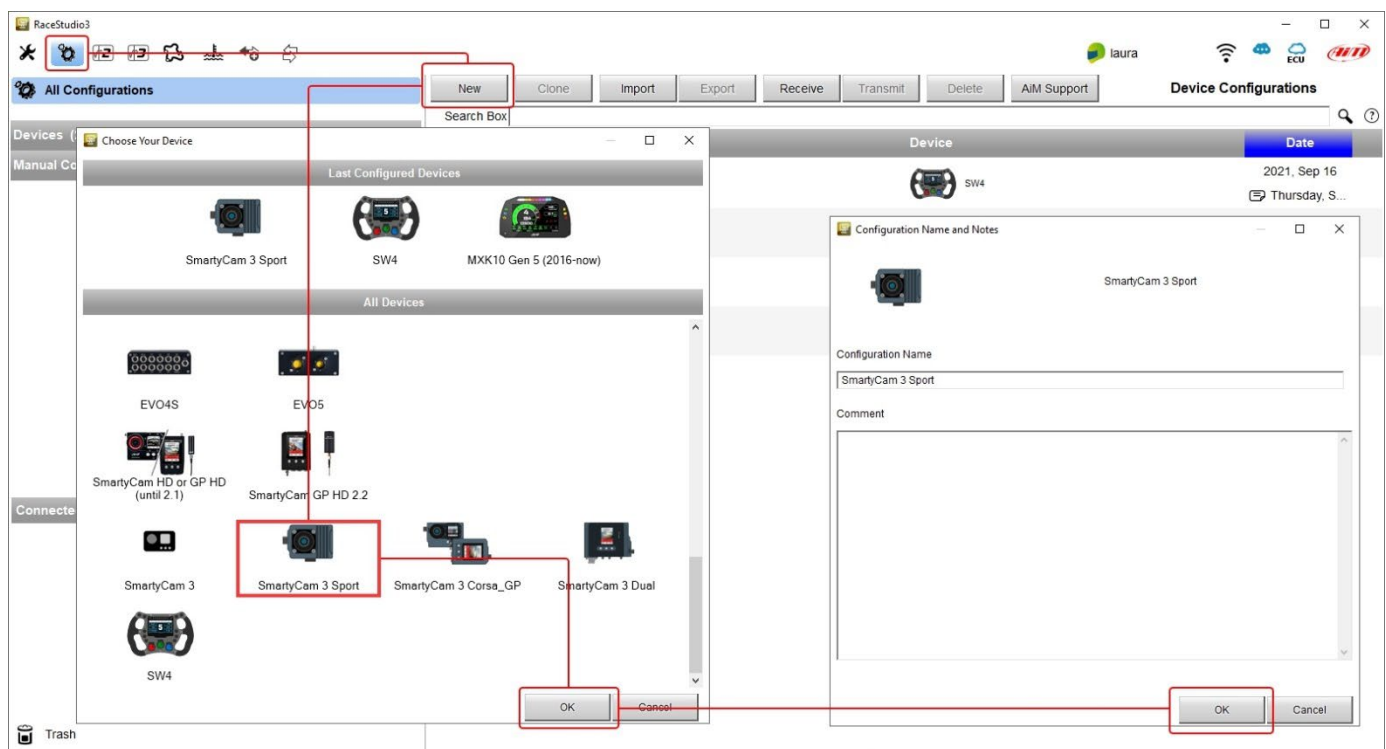 RaceStudio3
laura
ECU
AiM
All Configurations
New
Clone
Import
Export
Receive
Transmit
Delete
AiM Support
Device Configurations
Search Box
Devices (
Manual Co
Connecte
Trash
Device
Date
SW4
2021, Sep 16
Thursday, S...
Choose Your Device
Last Configured Devices
SmartyCam 3 Sport
SW4
MXK10 Gen 5 (2016-now)
All Devices
EVO4S
EVO5
SmartyCam HD or GP HD
(until 2.1)
SmartyCam GP HD 2.2
SmartyCam 3
SmartyCam 3 Sport
SmartyCam 3 Corsa_GP
SmartyCam 3 Dual
SW4
OK
Cancel
Configuration Name and Notes
SmartyCam 3 Sport
Configuration Name
SmartyCam 3 Sport
Comment
OK
Cancel